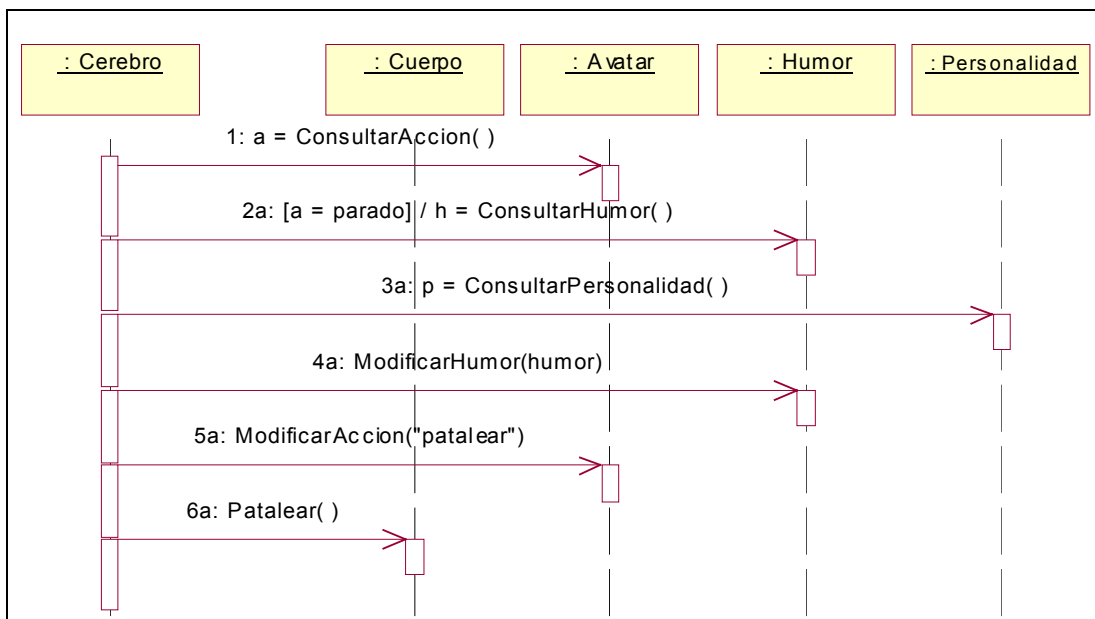 : Cerebro
: Cuerpo
: Avatar
: Humor
: Personalidad
1: a = ConsultarAccion( )
2a: [a = parado] / h = ConsultarHumor( )
3a: p = ConsultarPersonalidad( )
4a: ModificarHumor(humor)
5a: ModificarAccion("patalear")
6a: Patalear( )